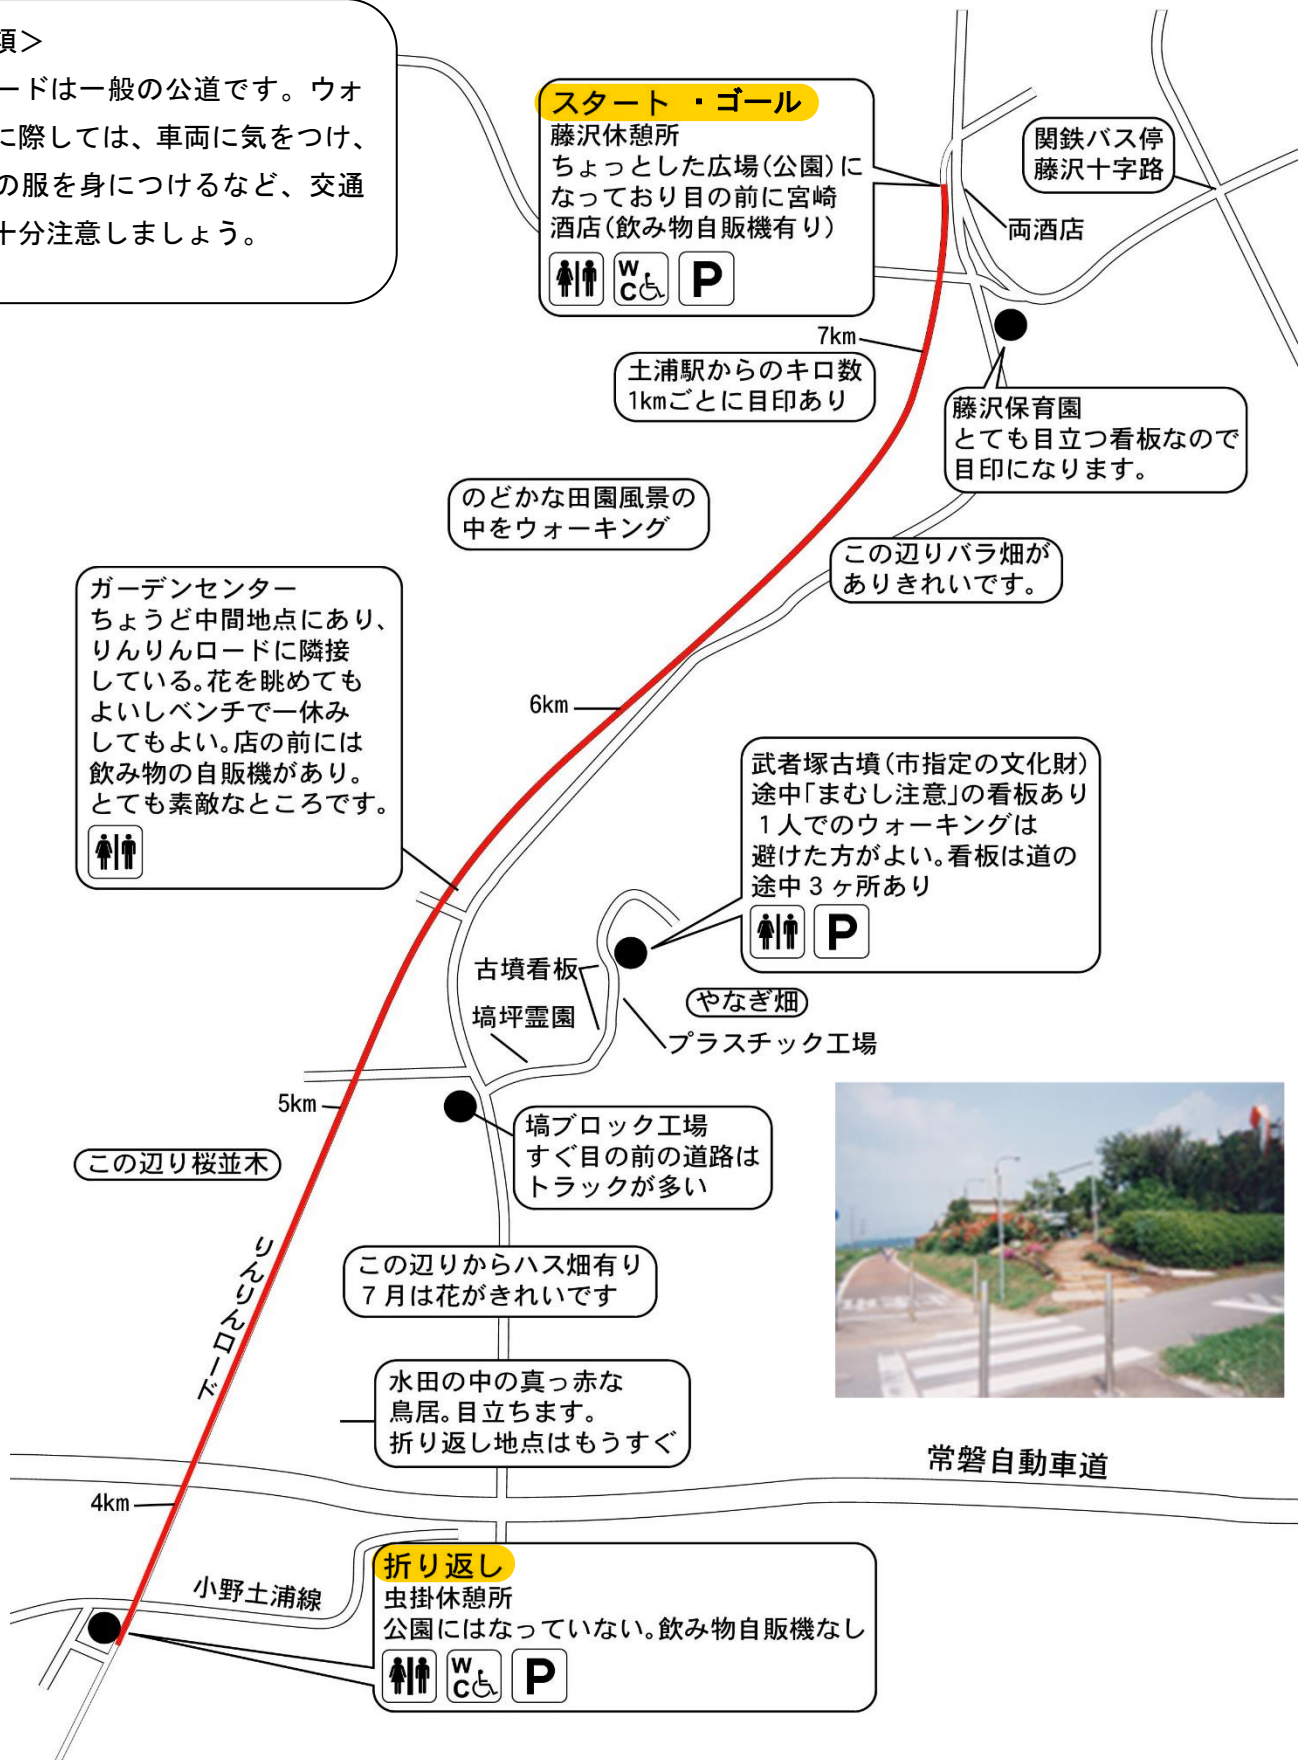 項＞
ードは一般の公道です。ウォ
に際しては、車両に気をつけ、
の服を身につけるなど、交通
十分注意しましょう。
スタート ・ゴール
藤沢休憩所
ちょっとした広場(公園)に
なっており目の前に宮崎
酒店(飲み物自販機有り)
WC
P
関鉄バス停
藤沢十字路
両酒店
7km
土浦駅からのキロ数
1kmごとに目印あり
藤沢保育園
とても目立つ看板なので
目印になります。
のどかな田園風景の
中をウォーキング
この辺りバラ畑が
ありきれいです。
ガーデンセンター
ちょうど中間地点にあり、
りんりんロードに隣接
している。花を眺めても
よいしベンチで一休み
してもよい。店の前には
飲み物の自販機があり。
とても素敵なところです。
6km
武者塚古墳(市指定の文化財)
途中「まむし注意」の看板あり
１人でのウォーキングは
避けた方がよい。看板は道の
途中３ヶ所あり
P
古墳看板
塙坪霊園
やなぎ畑
プラスチック工場
5km
塙ブロック工場
すぐ目の前の道路は
トラックが多い
この辺り桜並木
りんりんロード
この辺りからハス畑有り
７月は花がきれいです
水田の中の真っ赤な
鳥居。目立ちます。
折り返し地点はもうすぐ
常磐自動車道
4km
小野土浦線
折り返し
虫掛休憩所
公園にはなっていない。飲み物自販機なし
WC
P